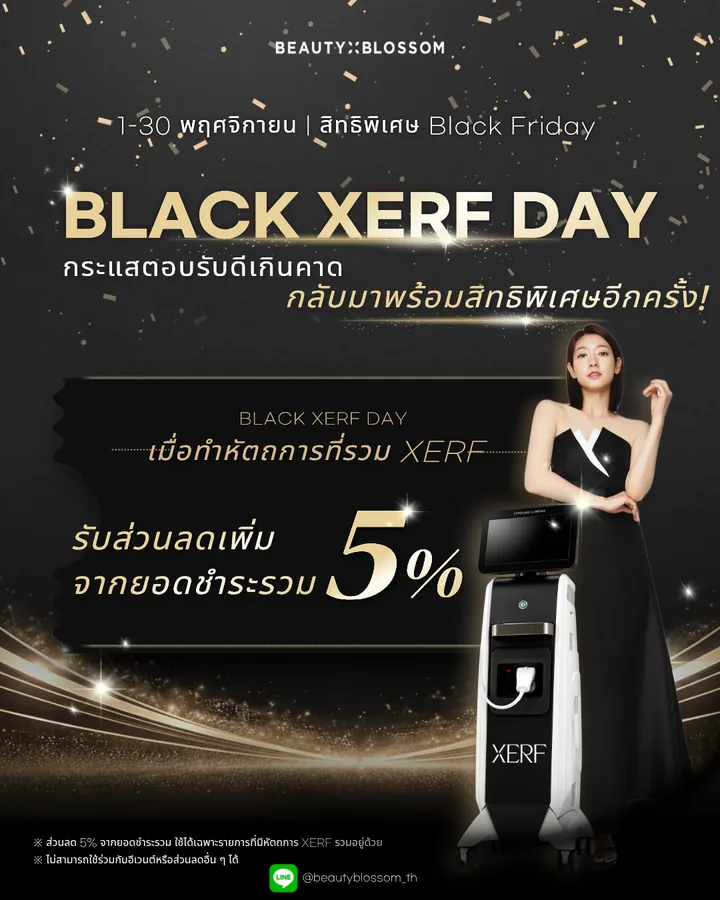 BEAUTY BLOSSOM
1-30 พฤศจิกายน | สิทธิพิเศษ Black Friday
BLACK XERF DAY
กระแสตอบรับดีเกินคาด
กลับมาพร้อมสิทธิพิเศษอีกครั้ง!
BLACK XERF DAY
เมื่อทำหัตถการที่รวม XERF
รับส่วนลดเพิ่ม
จากยอดชำระรวม 5%
XERF
※ ส่วนลด 5% จากยอดชำระรวม ใช้ได้เฉพาะรายการที่มีหัตถการ XERF รวมอยู่ด้วย
※ ไม่สามารถใช้ร่วมกับอีเวนต์หรือส่วนลดอื่น ๆ ได้
LINE @beautyblossom_th